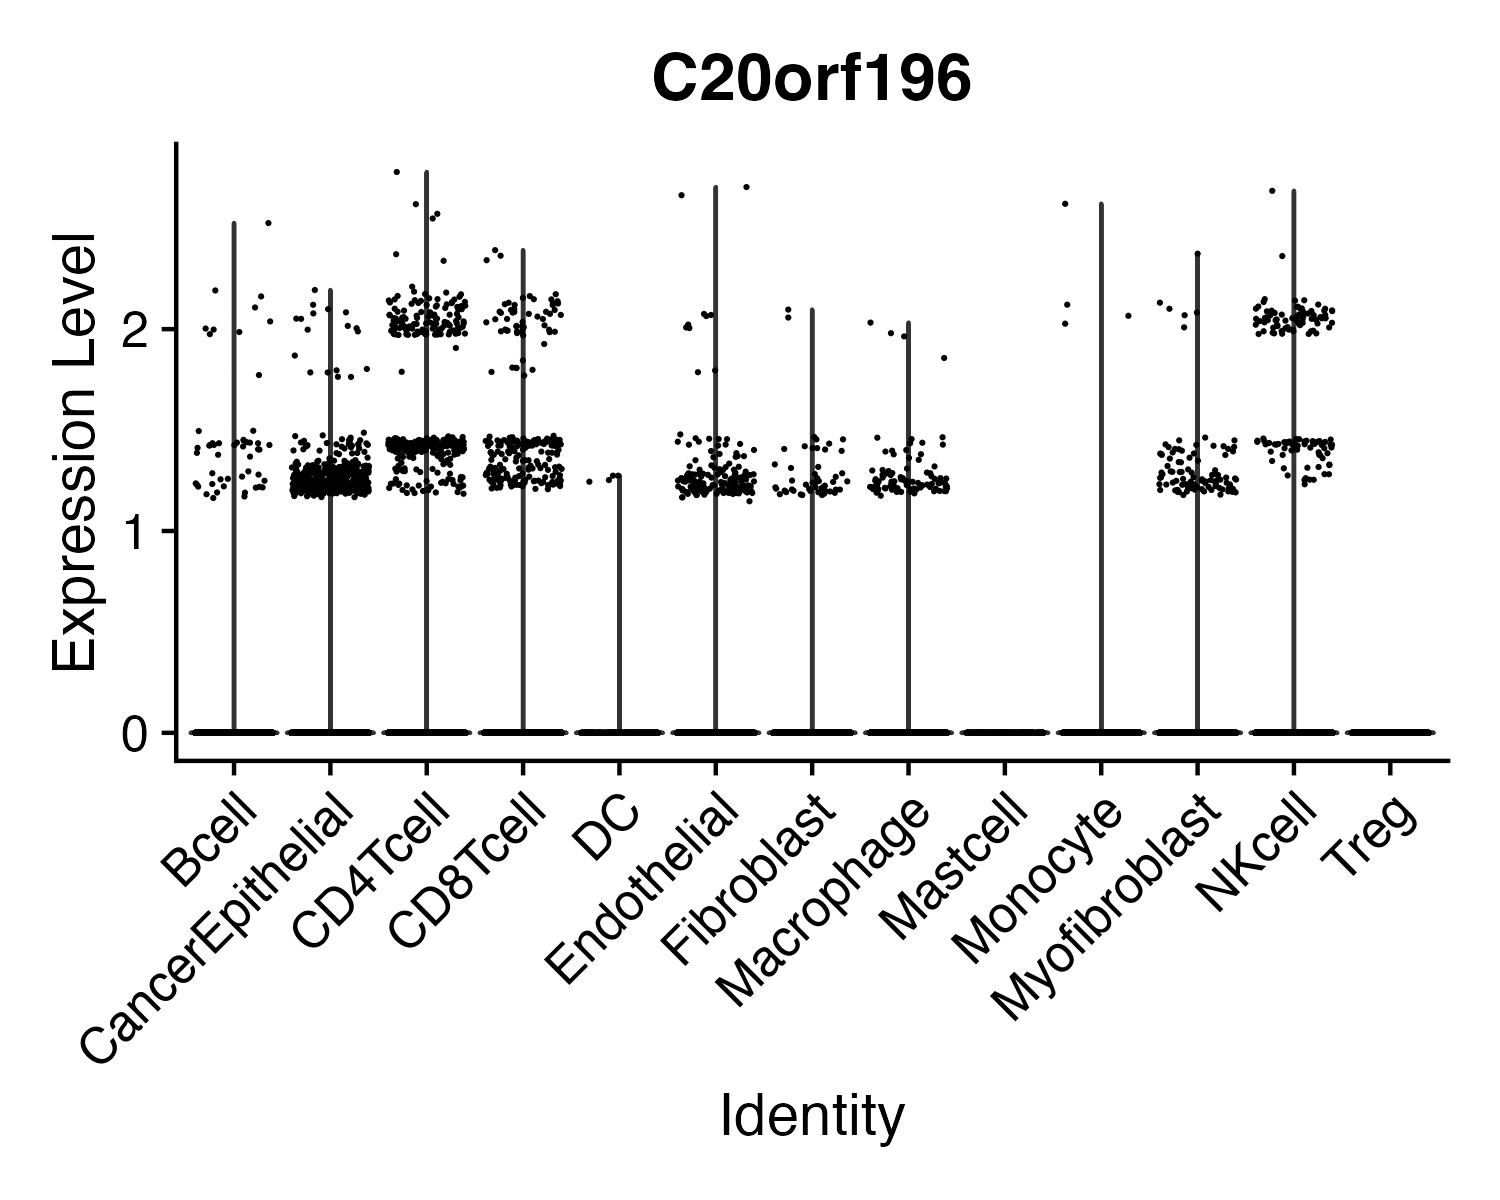 C20orf196
Expression Level
2
1
0
Bcell
CancerEpithelial
CD4Tcell
CD8Tcell
DC
Endothelial
Fibroblast
Macrophage
Mastcell
Monocyte
Myofibroblast
NKcell
Treg
Identity